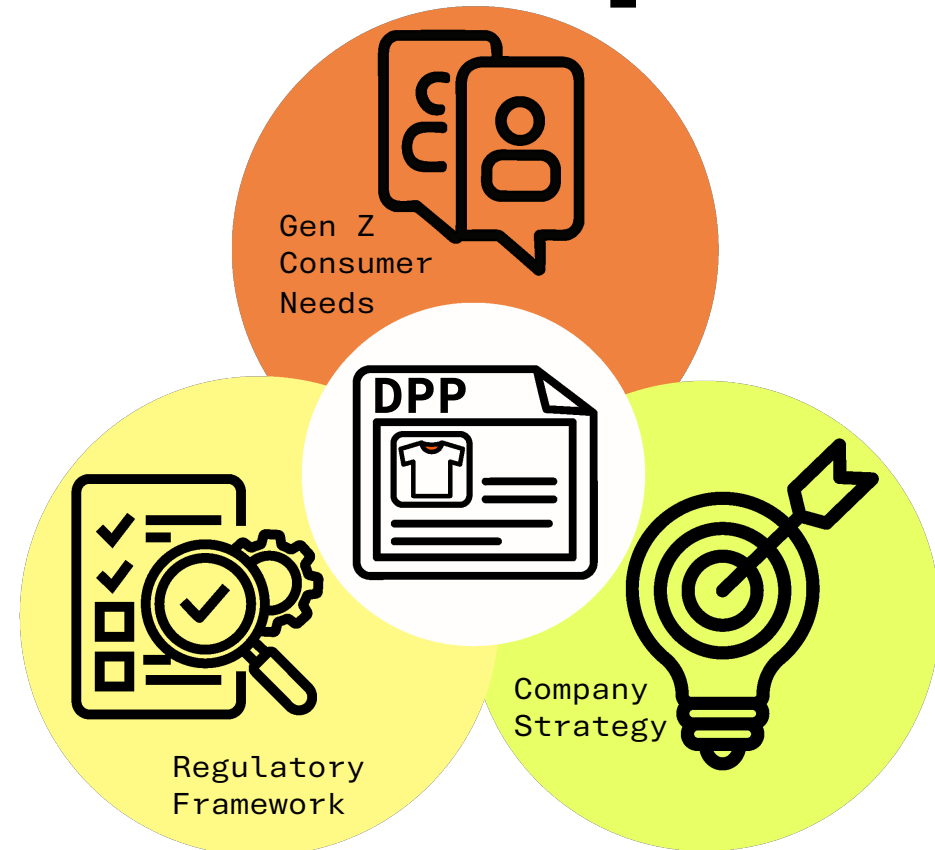 Gen Z
Consumer
Needs
DPP
Company
Strategy
Regulatory
Framework